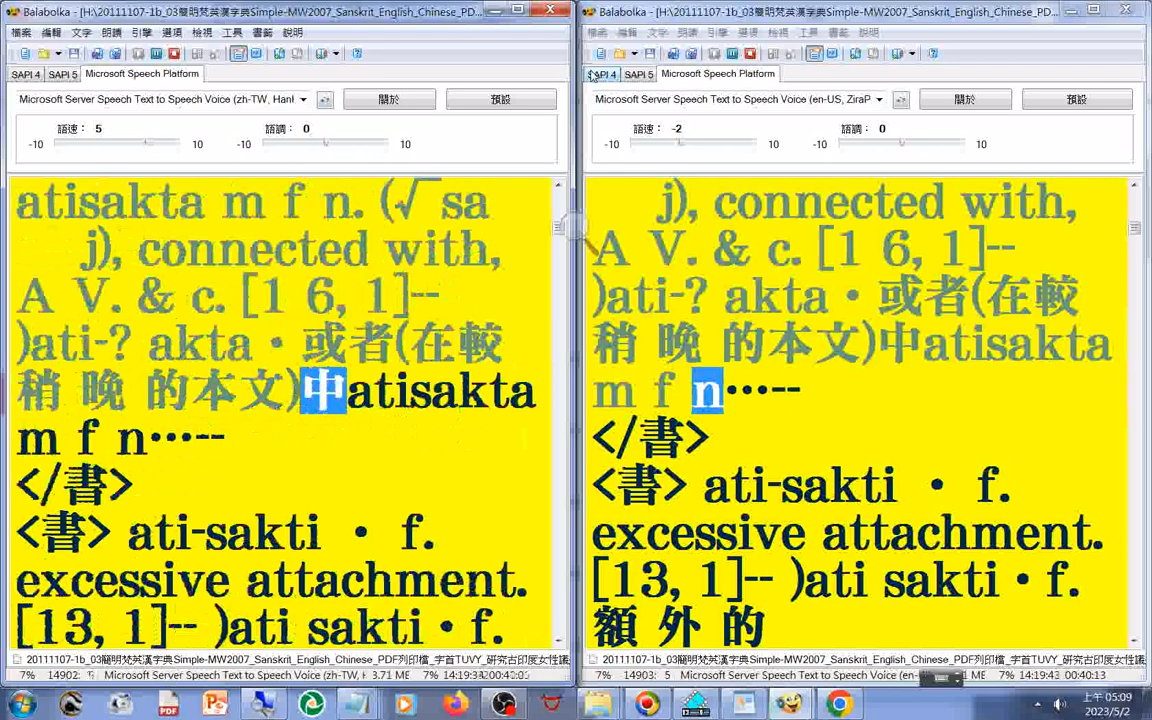 Balabolka - [H:\20111107-1b_03簡明梵英漢字典Simple-MW2007_Sanskrit_English_Chinese_PD...
檔案 編輯 文字 朗讀 引擎 選項 檢視 工具 書籤 說明
SAPI 4 SAPI 5 Microsoft Speech Platform
Microsoft Server Speech Text to Speech Voice (zh-TW, Hanl
關於 預設
語速： 5 語調： 0
-10 10 -10 10
atisakta m f n. (√ sa
j), connected with,
A V. & c. [1 6, 1]--
)ati-? akta • 或者(在較
稍 晚 的本文)中atisakta
m f n…--
</書>
<書> ati-sakti • f.
excessive attachment.
[13, 1]-- )ati sakti • f.
20111107-1b_03簡明梵英漢字典Simple-MW2007_Sanskrit_English_Chinese_PDF列印檔_字首TUVY_研究古印度女性議
7% 14902: Microsoft Server Speech Text to Speech Voice (zh-TW, H 3.71 ME 7% 14:19:33
Balabolka - [H:\20111107-1b_03簡明梵英漢字典Simple-MW2007_Sanskrit_English_Chinese_PD...
檔案 編輯 文字 朗讀 引擎 選項 檢視 工具 書籤 說明
SAPI 4 SAPI 5 Microsoft Speech Platform
Microsoft Server Speech Text to Speech Voice (en-US, ZiraP
關於 預設
語速： -2 語調： 0
-10 10 -10 10
j), connected with,
A V. & c. [1 6, 1]--
)ati-? akta • 或者(在較
稍 晚 的本文)中atisakta
m f n…--
</書>
<書> ati-sakti • f.
excessive attachment.
[13, 1]-- )ati sakti • f.
額 外 的
20111107-1b_03簡明梵英漢字典Simple-MW2007_Sanskrit_English_Chinese_PDF列印檔_字首TUVY_研究古印度女性議
7% 14903: 5 Microsoft Server Speech Text to Speech Voice (en-US, Z 3.71 ME 7% 14:19:43 00:40:13
上午 05:09
2023/5/2